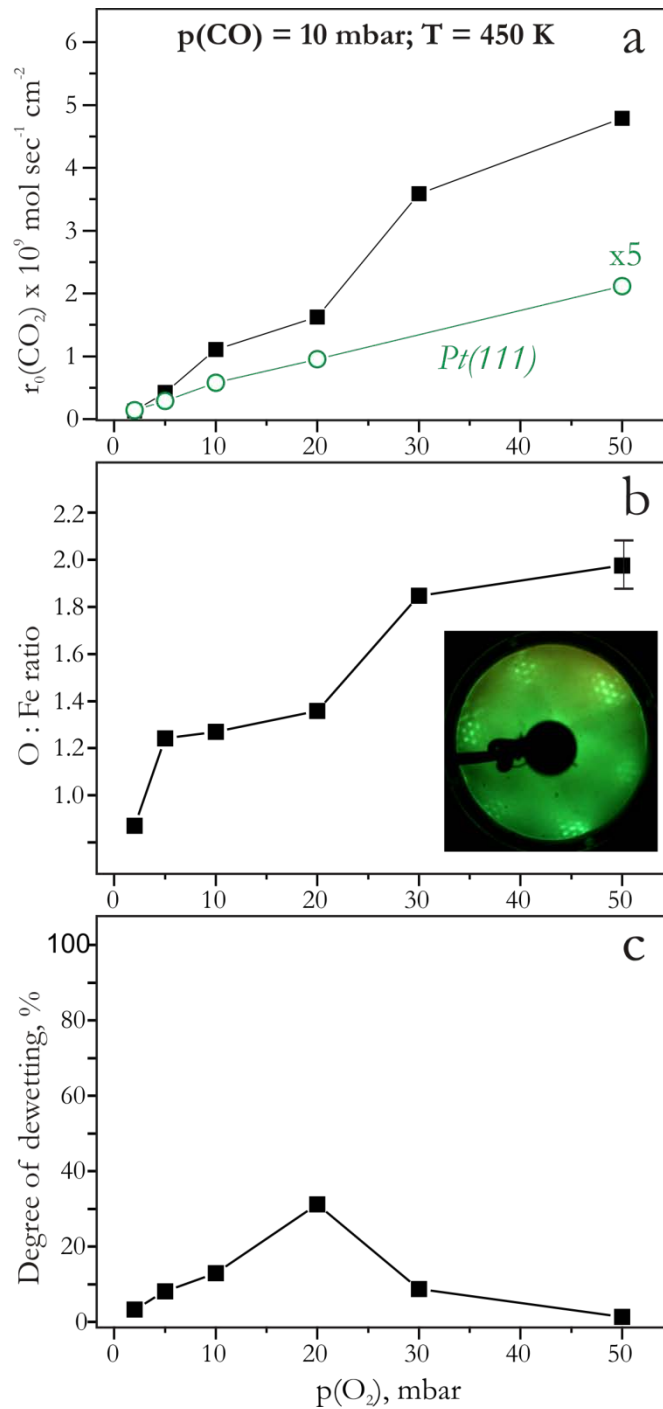 p(CO) = 10 mbar; T = 450 K
a
r₀(CO₂) x 10⁹ mol sec⁻¹ cm⁻²
6
5
4
3
2
1
0
x5
Pt(111)
0 10 20 30 40 50
b
O : Fe ratio
2.2
2.0
1.8
1.6
1.4
1.2
1.0
0 10 20 30 40 50
c
Degree of dewetting, %
100
80
60
40
20
0
0 10 20 30 40 50
p(O₂), mbar